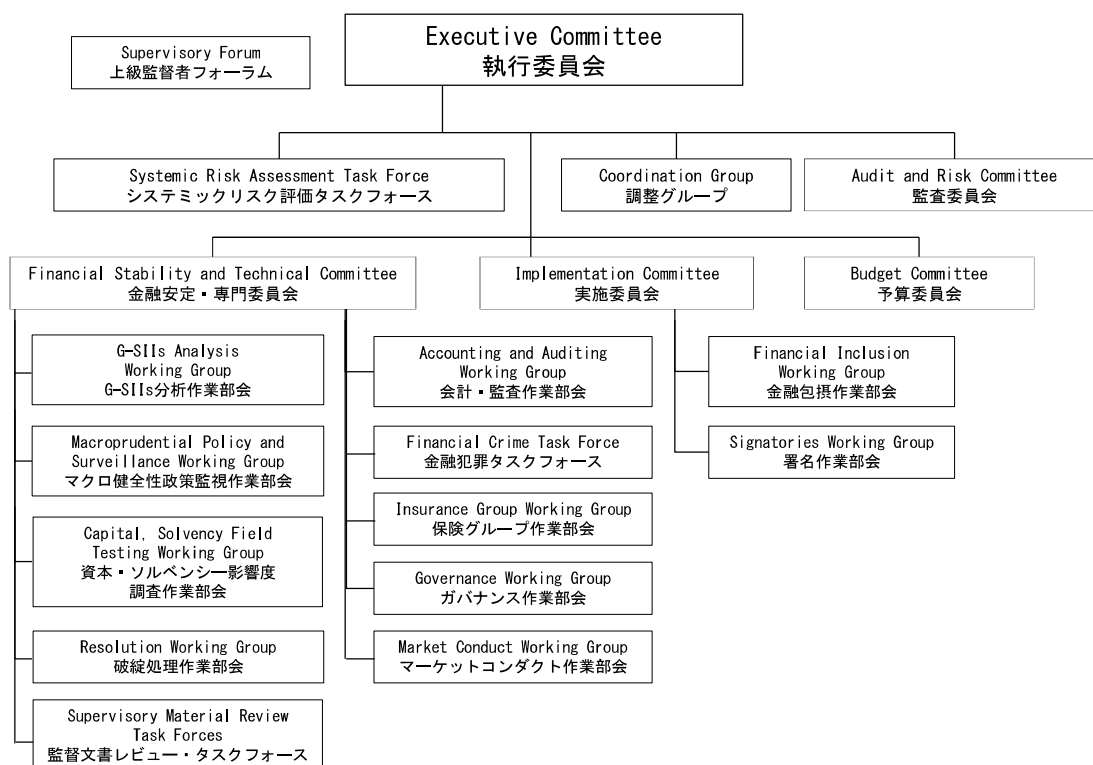 Executive Committee
執行委員会
Supervisory Forum
上級監督者フォーラム
Systemic Risk Assessment Task Force
システミックリスク評価タスクフォース
Coordination Group
調整グループ
Audit and Risk Committee
監査委員会
Financial Stability and Technical Committee
金融安定・専門委員会
Implementation Committee
実施委員会
Budget Committee
予算委員会
G-SIIs Analysis
Working Group
G-SIIs分析作業部会
Macroprudential Policy and
Surveillance Working Group
マクロ健全性政策監視作業部会
Capital, Solvency Field
Testing Working Group
資本・ソルベンシー影響度
調査作業部会
Resolution Working Group
破綻処理作業部会
Supervisory Material Review
Task Forces
監督文書レビュー・タスクフォース
Accounting and Auditing
Working Group
会計・監査作業部会
Financial Crime Task Force
金融犯罪タスクフォース
Insurance Group Working Group
保険グループ作業部会
Governance Working Group
ガバナンス作業部会
Market Conduct Working Group
マーケットコンダクト作業部会
Financial Inclusion
Working Group
金融包摂作業部会
Signatories Working Group
署名作業部会